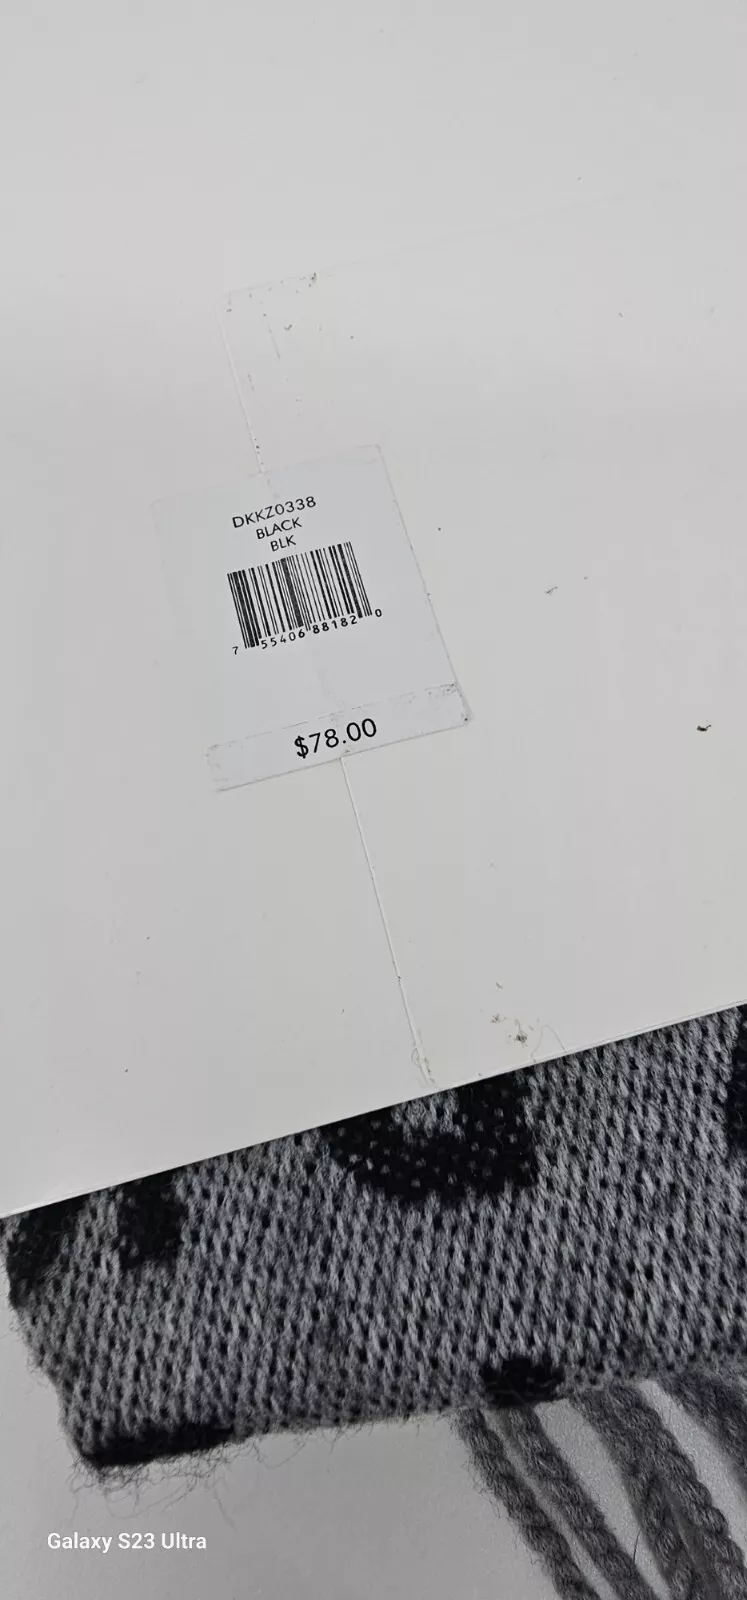 DKKZ0338
BLACK
BLK
7 55406 88182 0
$78.00
Galaxy S23 Ultra